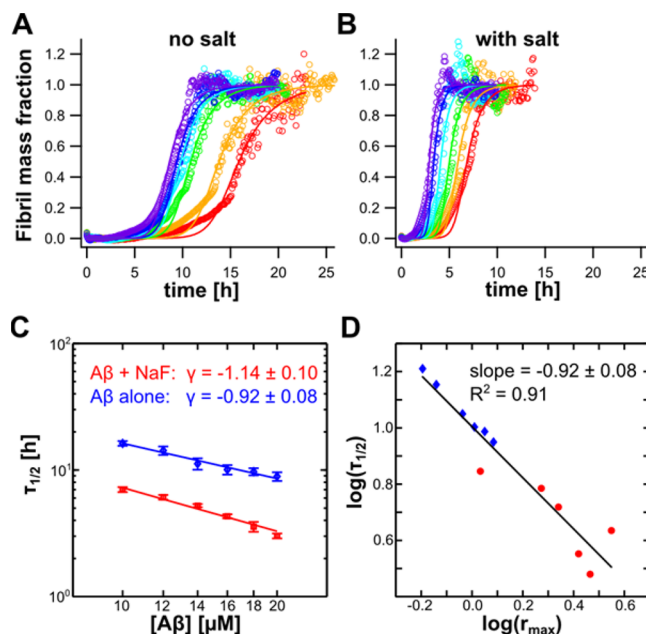 A
no salt
B
with salt
Fibril mass fraction
1.2
1.0
0.8
0.6
0.4
0.2
0.0
0 5 10 15 20 25
time [h]
1.2
1.0
0.8
0.6
0.4
0.2
0.0
0 5 10 15 20 25
time [h]
C
τ1/2 [h]
10²
10¹
10⁰
Aβ + NaF: γ = -1.14 ± 0.10
Aβ alone: γ = -0.92 ± 0.08
10 12 14 16 18 20
[Aβ] [µM]
D
log(τ1/2)
1.2
1.0
0.8
0.6
slope = -0.92 ± 0.08
R² = 0.91
-0.2 0.0 0.2 0.4 0.6
log(rmax)